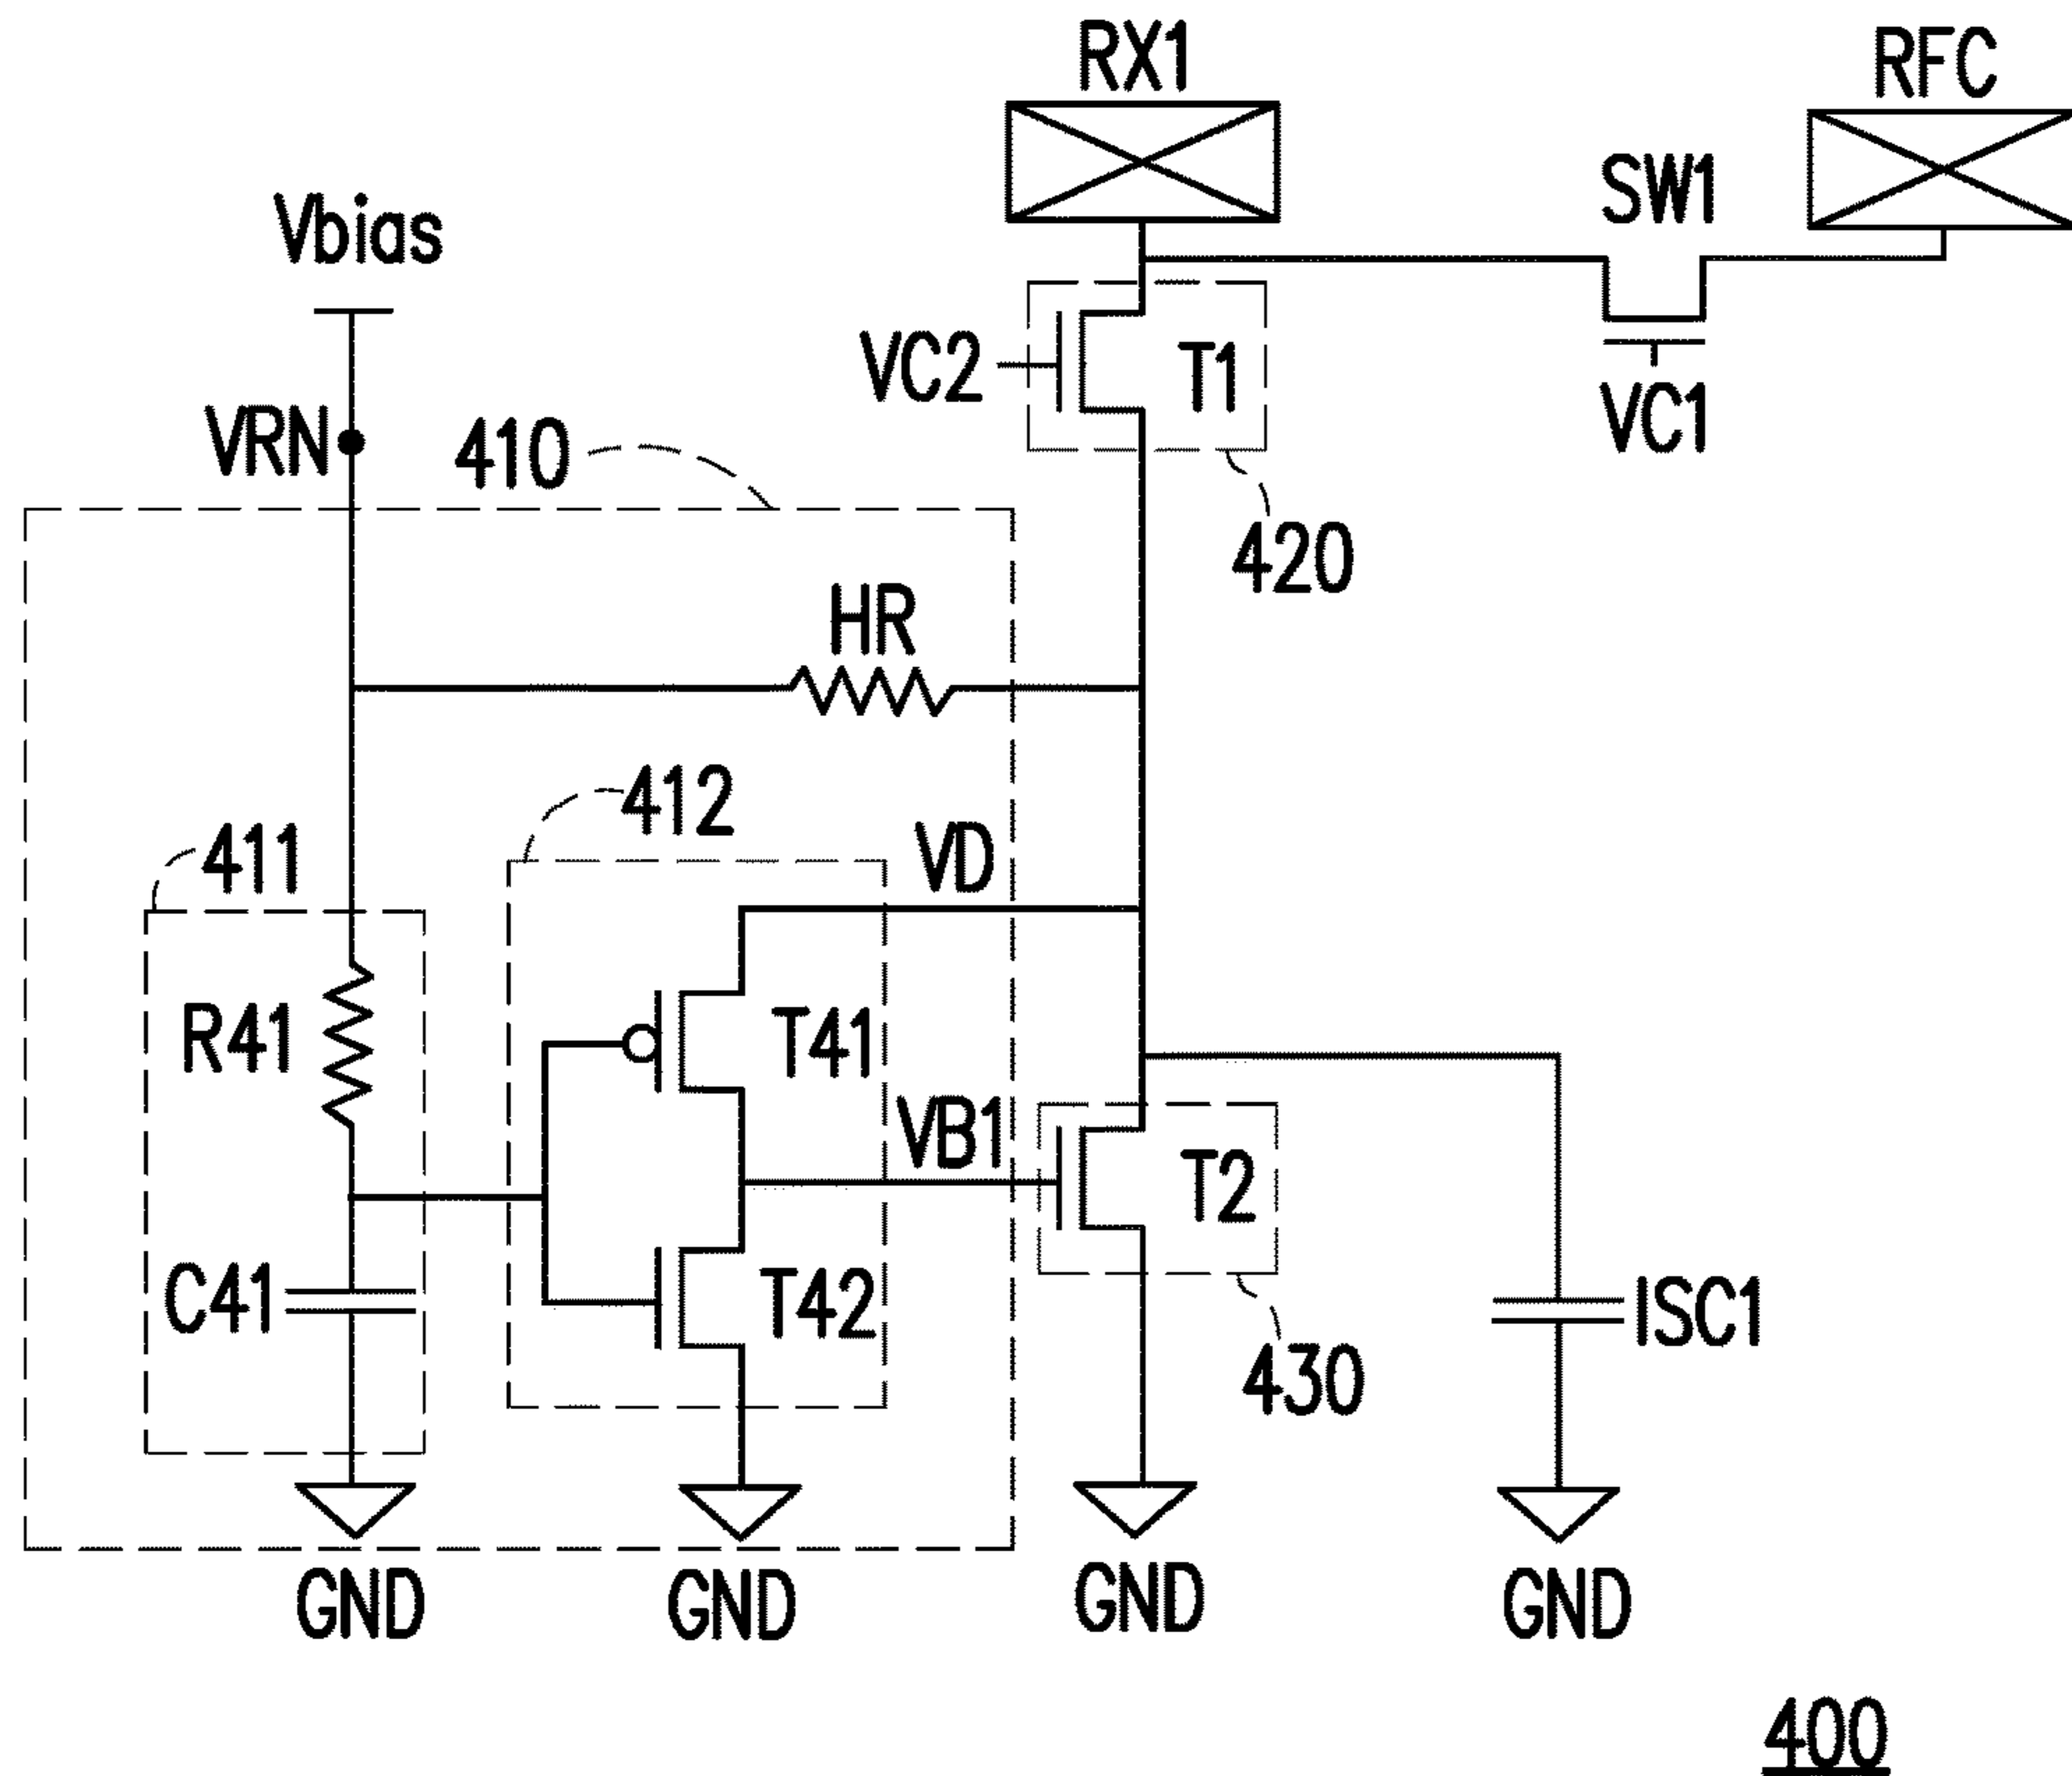 RX1
RFC
SW1
Vbias
VC2
T1
VC1
VRN
410
420
HR
412
411
VD
R41
T41
VB1
T2
C41
T42
ISC1
430
GND
GND
GND
GND
400